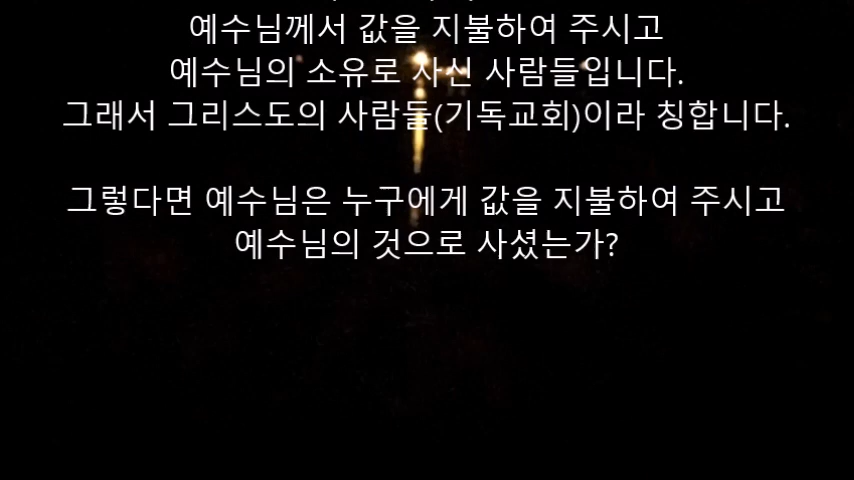 예수님께서 값을 지불하여 주시고
예수님의 소유로 사신 사람들입니다.
그래서 그리스도의 사람들(기독교회)이라 칭합니다.
그렇다면 예수님은 누구에게 값을 지불하여 주시고
예수님의 것으로 사셨는가?